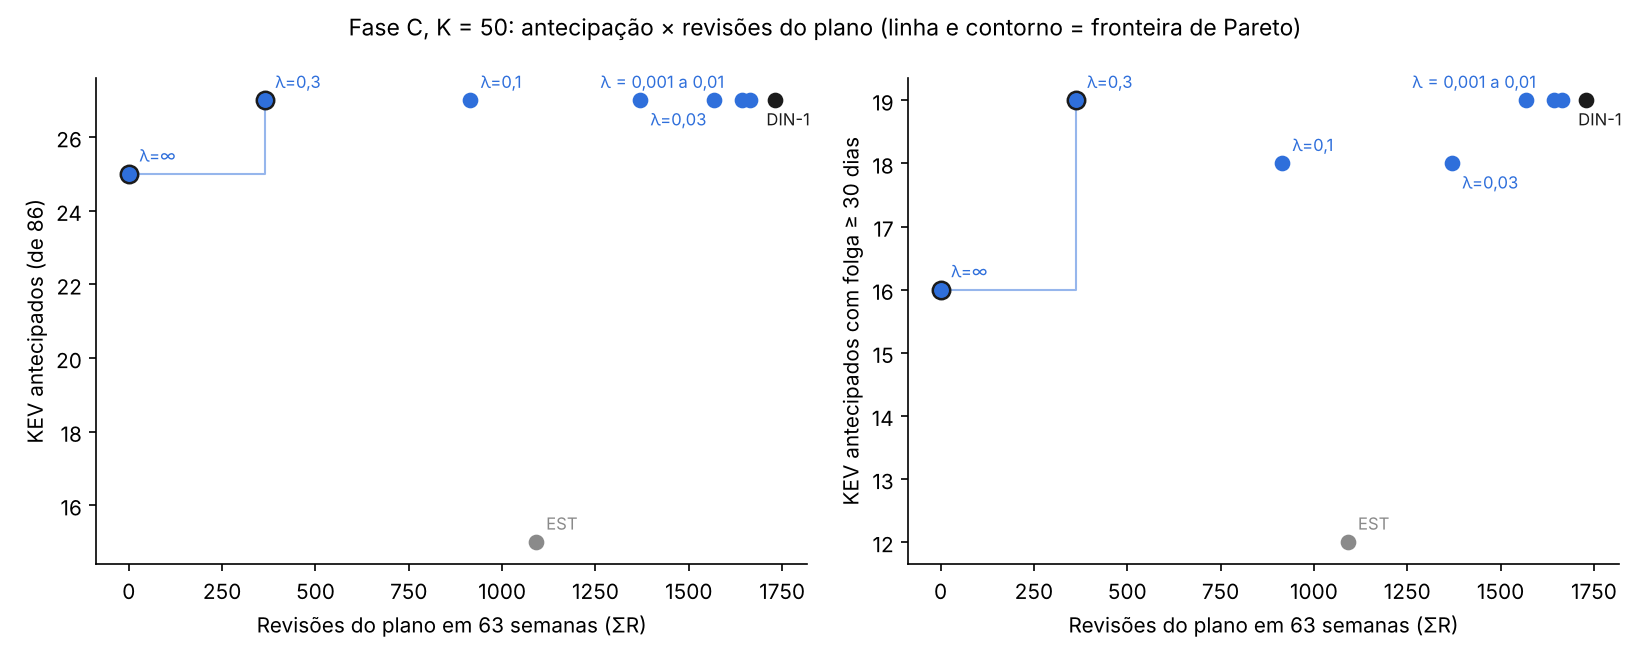 Fase C, K = 50: antecipação × revisões do plano (linha e contorno = fronteira de Pareto)
KEV antecipados (de 86)
26
24
22
20
18
16
λ=∞
λ=0,3
λ=0,1
λ = 0,001 a 0,01
λ=0,03
DIN-1
EST
0 250 500 750 1000 1250 1500 1750
Revisões do plano em 63 semanas (ΣR)
KEV antecipados com folga ≥ 30 dias
19
18
17
16
15
14
13
12
λ=∞
λ=0,3
λ=0,1
λ = 0,001 a 0,01
λ=0,03
DIN-1
EST
0 250 500 750 1000 1250 1500 1750
Revisões do plano em 63 semanas (ΣR)